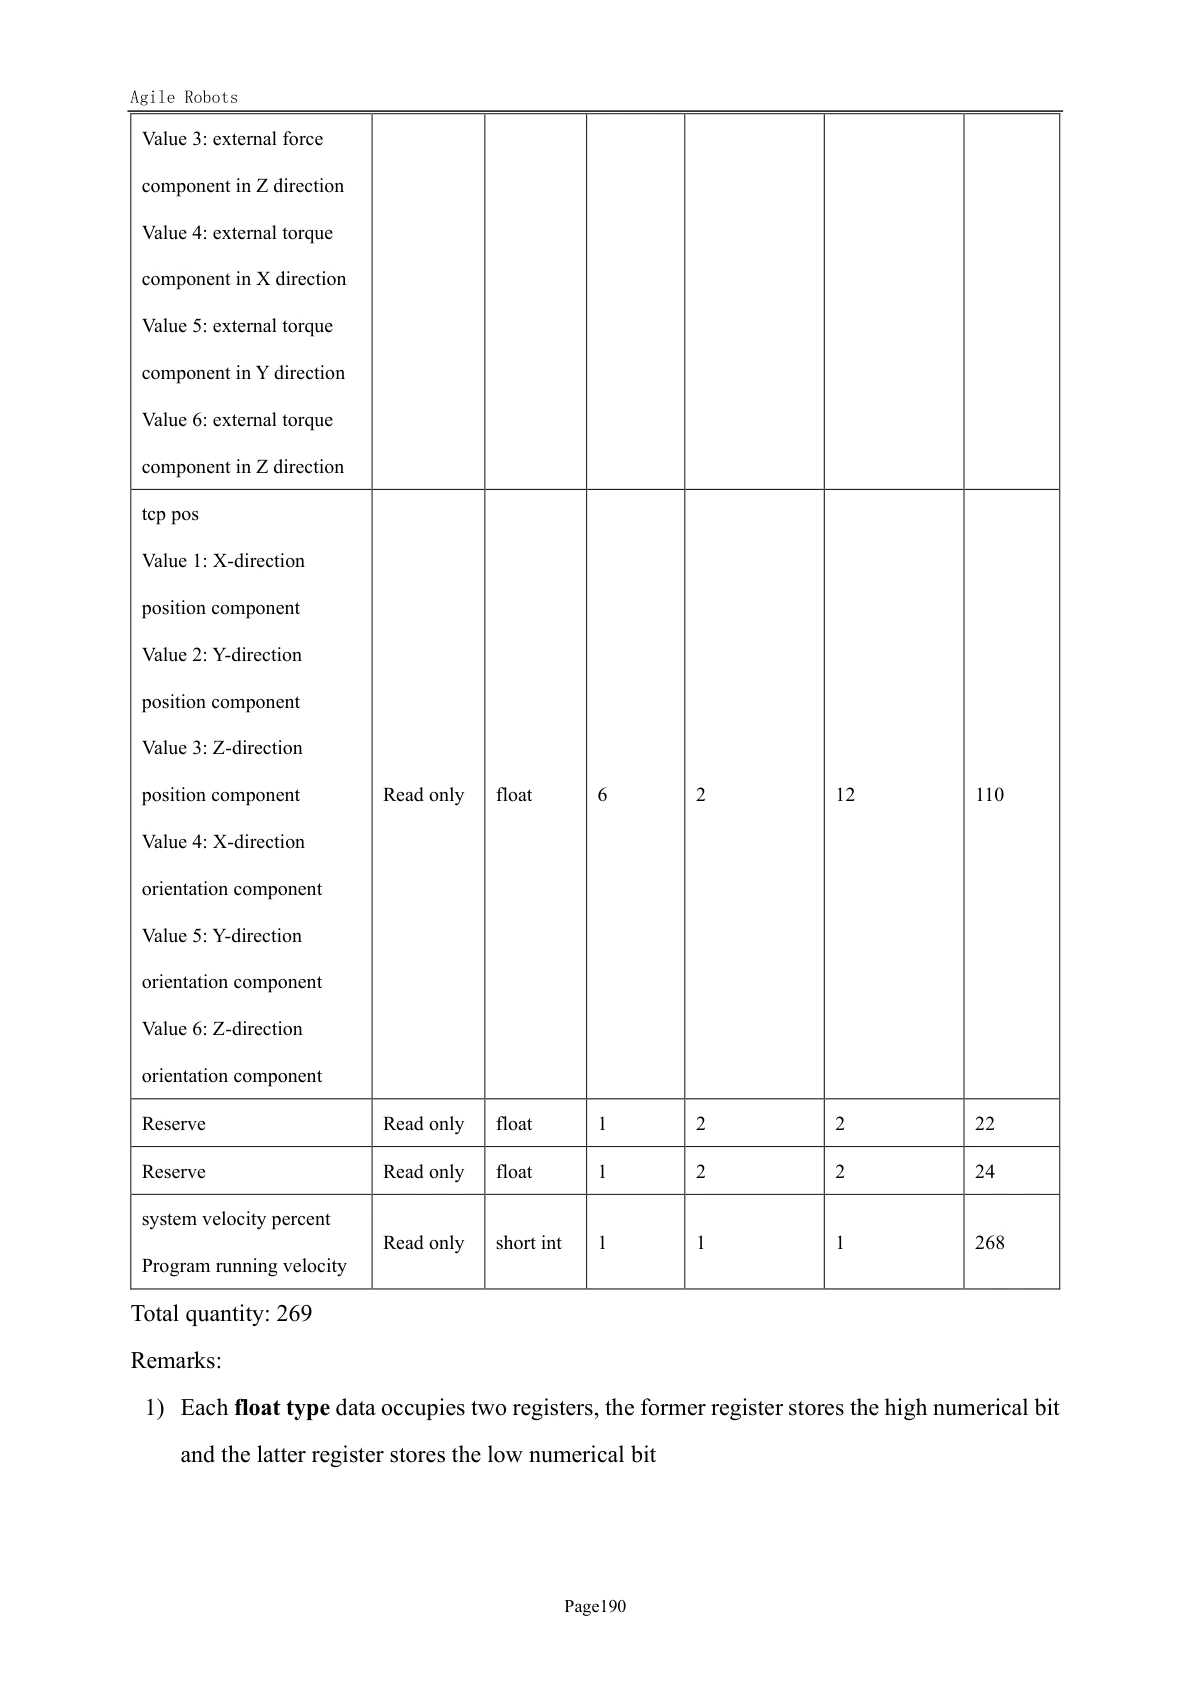 Agile Robots
Value 3: external force
component in Z direction
Value 4: external torque
component in X direction
Value 5: external torque
component in Y direction
Value 6: external torque
component in Z direction
tcp pos
Value 1: X-direction
position component
Value 2: Y-direction
position component
Value 3: Z-direction
position component Read only float 6 2 12 110
Value 4: X-direction
orientation component
Value 5: Y-direction
orientation component
Value 6: Z-direction
orientation component
Reserve Read only float 1 2 2 22
Reserve Read only float 1 2 2 24
system velocity percent
Program running velocity
Read only short int 1 1 1 268
Total quantity: 269
Remarks:
1) Each float type data occupies two registers, the former register stores the high numerical bit
and the latter register stores the low numerical bit
Page190